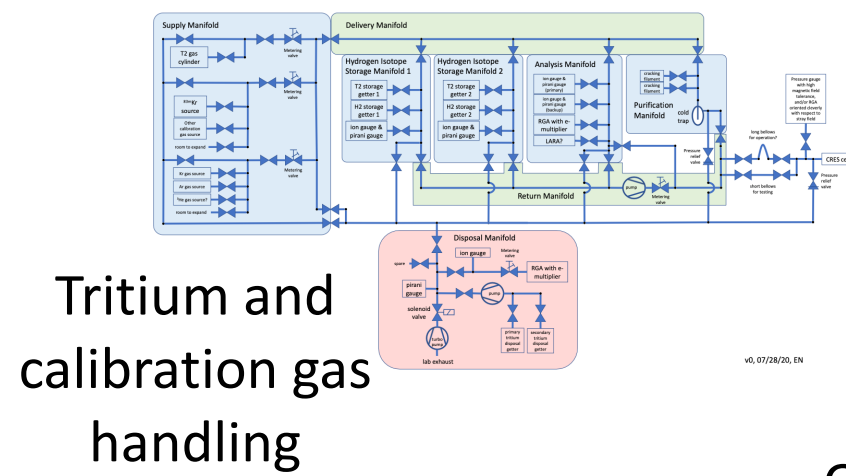 Supply Manifold
Delivery Manifold
T2 gas
cylinder
Metering
valve
Metering
valve
source
Other
calibration
gas source
room to expand
Metering
valve
Kr gas source
Ar gas source
³He gas source?
room to expand
Hydrogen Isotope
Storage Manifold 1
T2 storage
getter 1
H2 storage
getter 1
ion gauge &
pirani gauge
Hydrogen Isotope
Storage Manifold 2
T2 storage
getter 2
H2 storage
getter 2
ion gauge &
pirani gauge
Analysis Manifold
ion gauge &
pirani gauge
(primary)
ion gauge &
pirani gauge
(backup)
RGA with e-
multiplier
LARA?
cracking
filament
cracking
filament
Purification
Manifold
cold
trap
Pressure
relief
valve
pump
Metering
valve
Return Manifold
Pressure gauge
with high
magnetic field
tolerance,
and/or RGA
oriented cleverly
with respect to
stray field
long bellows
for operation?
short bellows
for testing
CRES ce
Pressure
relief
valve
Disposal Manifold
spare
ion gauge
Metering
valve
RGA with e-
multiplier
pirani
gauge
pump
solenoid
valve
turbo
pump
primary
tritium
disposal
getter
secondary
tritium
disposal
getter
lab exhaust
v0, 07/28/20, EN
Tritium and
calibration gas
handling